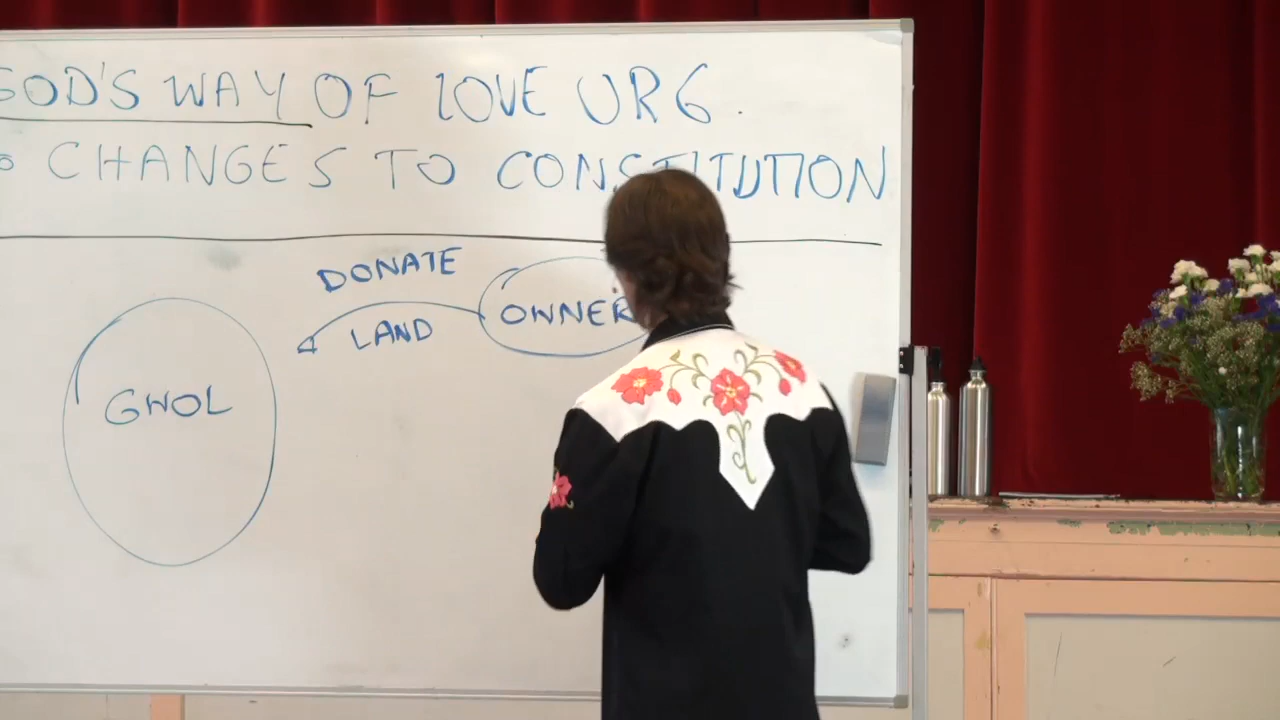 GOD'S WAY OF LOVE URG.
CHANGES TO CONSTITUTION
DONATE
LAND
OWNER
GWOL